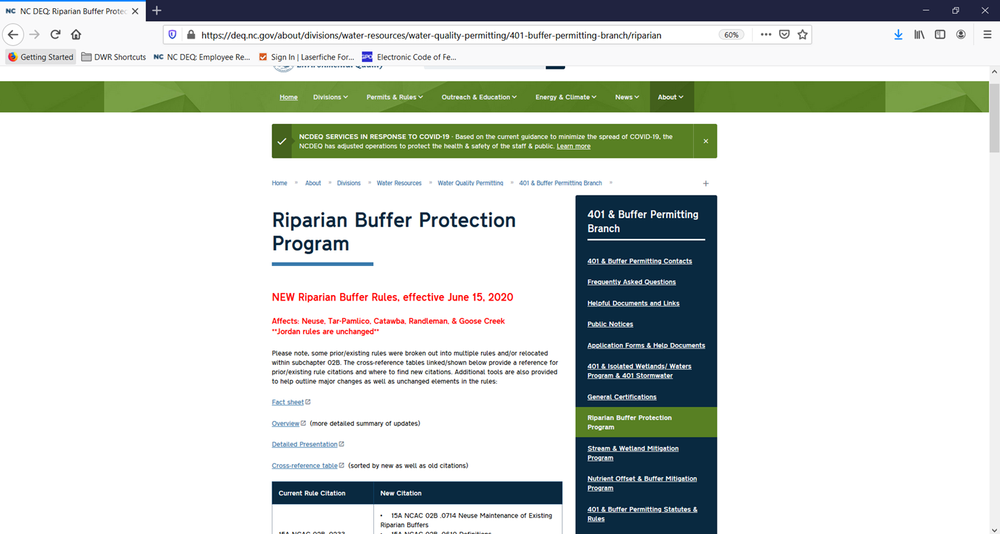 NC NC DEQ: Riparian Buffer Protec
https://deq.nc.gov/about/divisions/water-resources/water-quality-permitting/401-buffer-permitting-branch/riparian
60%
Getting Started
DWR Shortcuts
NC NC DEQ: Employee Re...
Sign In | Laserfiche For...
GPO Electronic Code of Fe...
Environmental Quality
Home
Divisions
Permits & Rules
Outreach & Education
Energy & Climate
News
About
NCDEQ SERVICES IN RESPONSE TO COVID-19 - Based on the current guidance to minimize the spread of COVID-19, the
NCDEQ has adjusted operations to protect the health & safety of the staff & public. Learn more
Home » About » Divisions » Water Resources » Water Quality Permitting » 401 & Buffer Permitting Branch »
Riparian Buffer Protection
Program
NEW Riparian Buffer Rules, effective June 15, 2020
Affects: Neuse, Tar-Pamlico, Catawba, Randleman, & Goose Creek
**Jordan rules are unchanged**
Please note, some prior/existing rules were broken out into multiple rules and/or relocated
within subchapter 02B. The cross-reference tables linked/shown below provide a reference for
prior/existing rule citations and where to find new citations. Additional tools are also provided
to help outline major changes as well as unchanged elements in the rules:
Fact sheet
Overview (more detailed summary of updates)
Detailed Presentation
Cross-reference table (sorted by new as well as old citations)
Current Rule Citation
New Citation
• 15A NCAC 02B .0714 Neuse Maintenance of Existing
Riparian Buffers
15A NCAC 02B .0233
• 15A NCAC 02B .0610 Definitions
401 & Buffer Permitting
Branch
401 & Buffer Permitting Contacts
Frequently Asked Questions
Helpful Documents and Links
Public Notices
Application Forms & Help Documents
401 & Isolated Wetlands/ Waters
Program & 401 Stormwater
General Certifications
Riparian Buffer Protection
Program
Stream & Wetland Mitigation
Program
Nutrient Offset & Buffer Mitigation
Program
401 & Buffer Permitting Statutes &
Rules